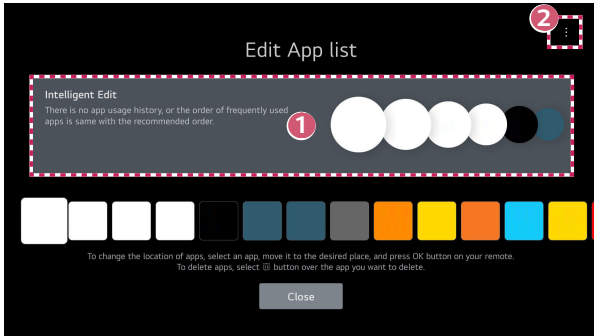 2
Edit App list
Intelligent Edit
There is no app usage history, or the order of frequently used
apps is same with the recommended order.
1
To change the location of apps, select an app, move it to the desired place, and press OK button on your remote.
To delete apps, select button over the app you want to delete.
Close